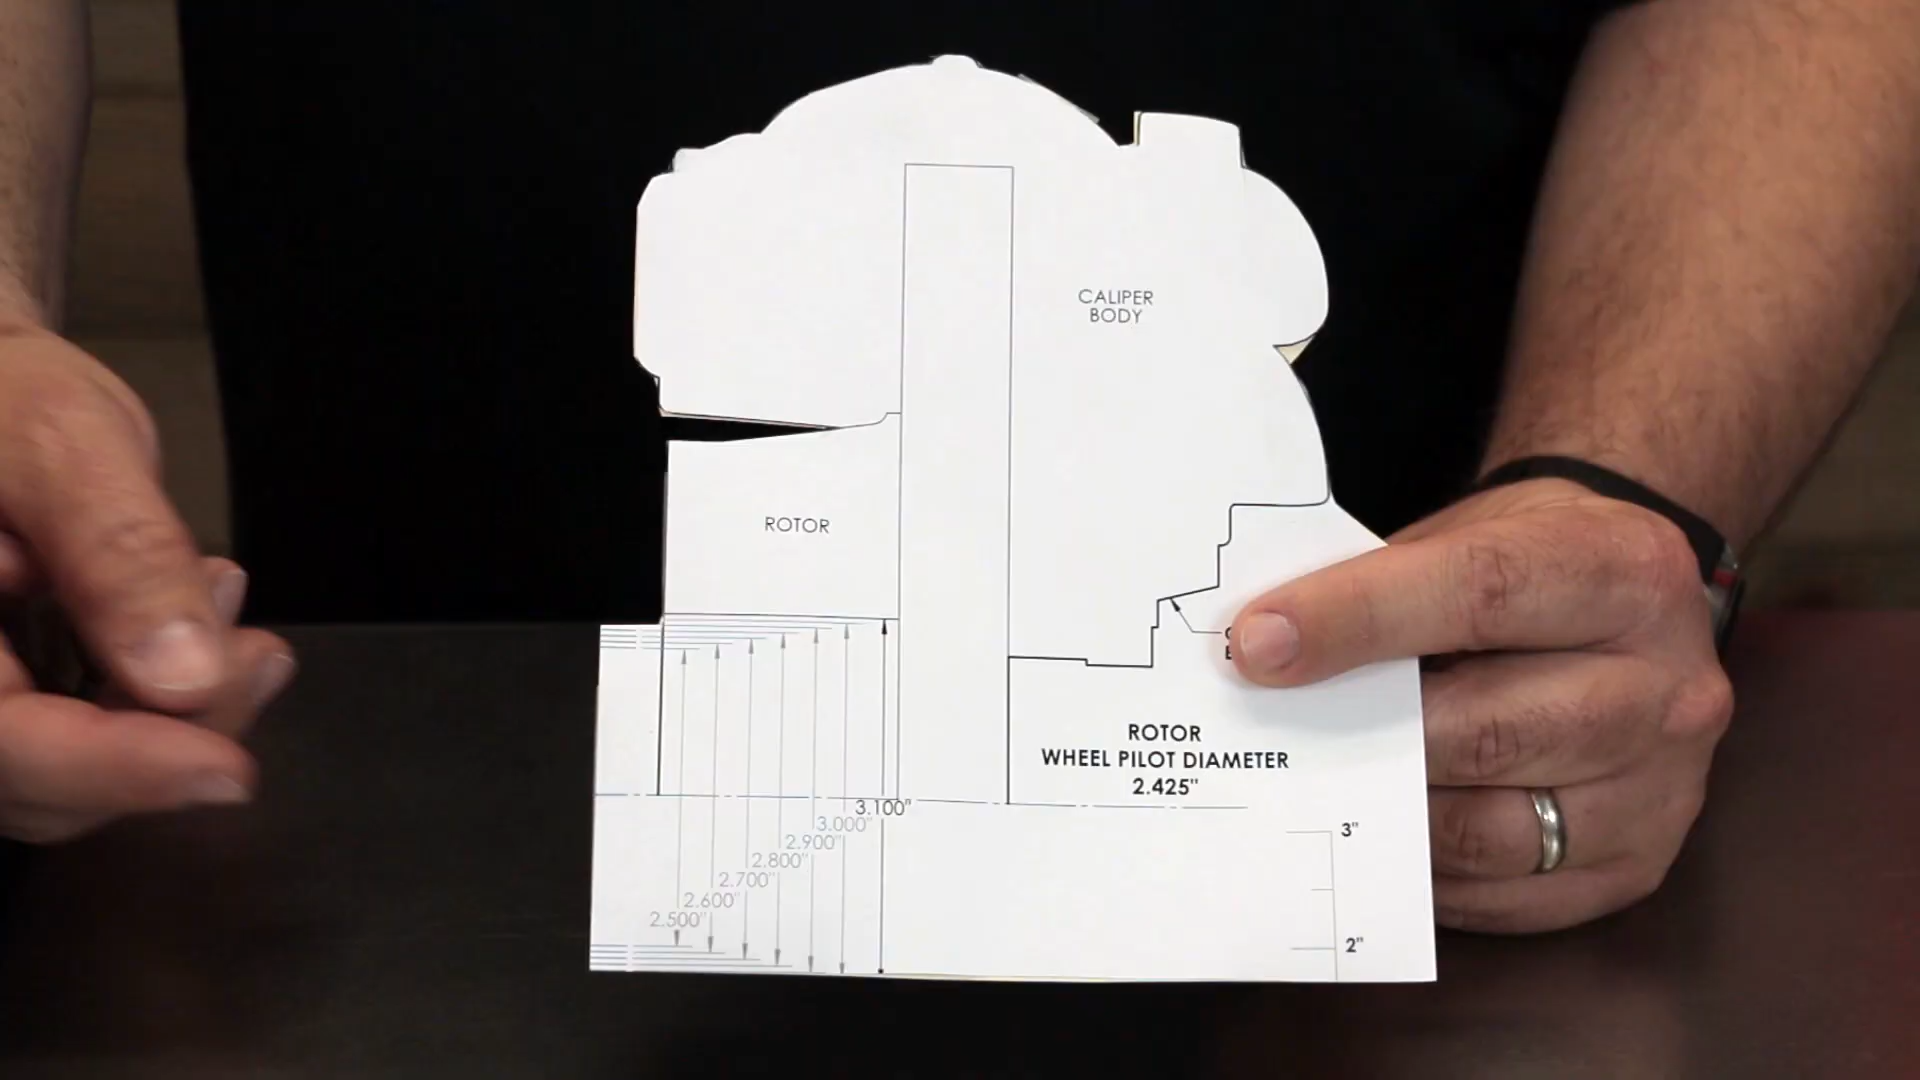 CALIPER
BODY
ROTOR
ROTOR
WHEEL PILOT DIAMETER
2.425"
3.100"
3.000"
2.900"
2.800"
2.700"
2.600"
2.500"
3"
2"